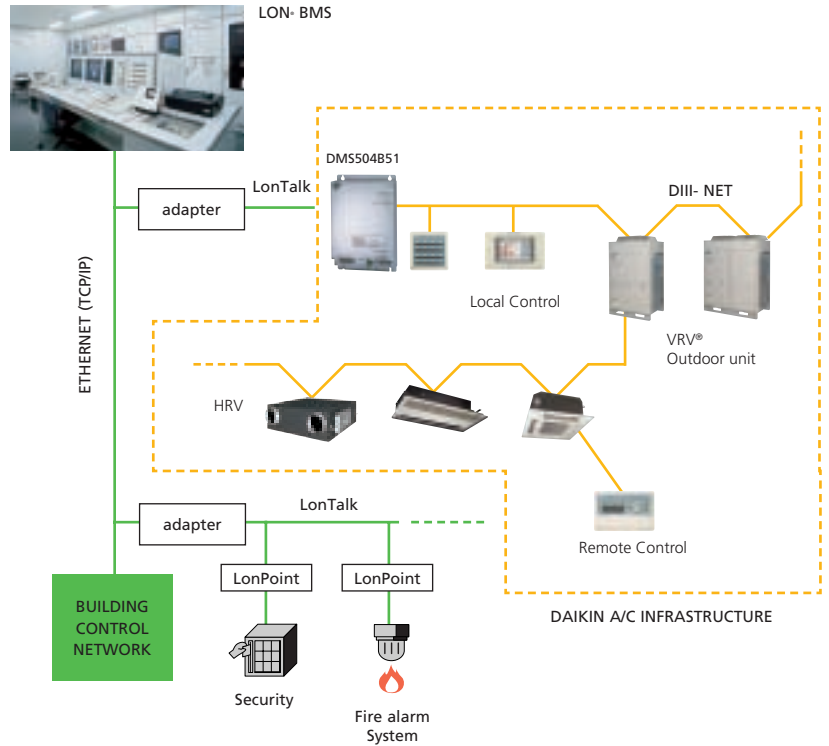 LON• BMS
DMS504B51
LonTalk
adapter
DIII- NET
Local Control
VRV®
Outdoor unit
ETHERNET (TCP/IP)
HRV
LonTalk
adapter
Remote Control
LonPoint
LonPoint
BUILDING
CONTROL
NETWORK
DAIKIN A/C INFRASTRUCTURE
Security
Fire alarm
System